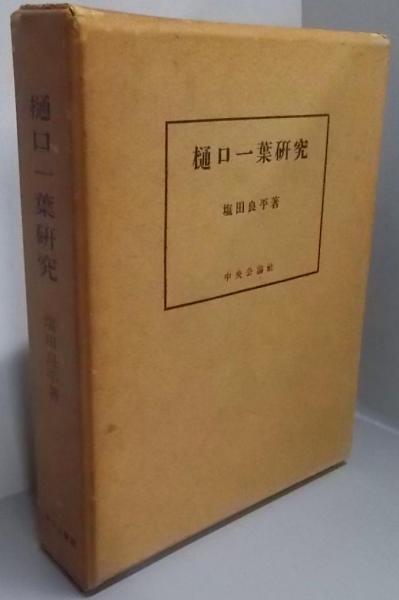 樋口一葉研究
塩田良平著
中央公論社
樋口一葉研究
塩田良平著